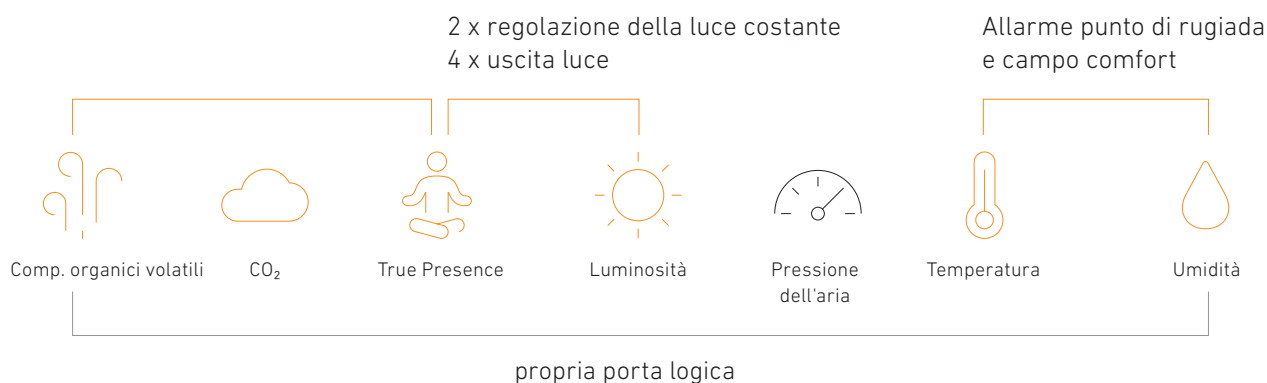 2 x regolazione della luce costante
4 x uscita luce
Allarme punto di rugiada
e campo comfort
Comp. organici volatili
CO₂
True Presence
Luminosità
Pressione
dell'aria
Temperatura
Umidità
propria porta logica